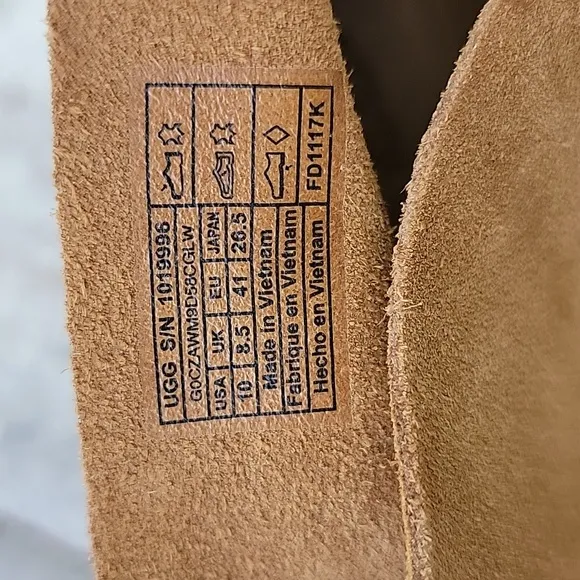 UGG S/N 1019996
G0CZAWM9D58CGLW
USA UK EU JAPAN
10 8.5 41 26.5
Made in Vietnam
Fabrique en Vietnam
Hecho en Vietnam FD1117K